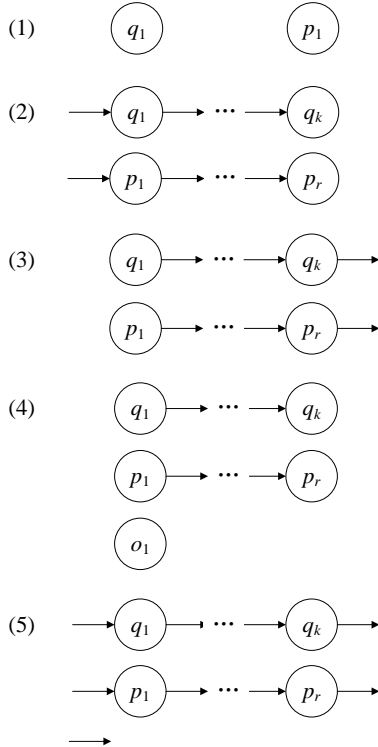 (1) q1 p1
(2) q1 ... qk
p1 ... pr
(3) q1 ... qk
p1 ... pr
(4) q1 ... qk
p1 ... pr
o1
(5) q1 ... qk
p1 ... pr